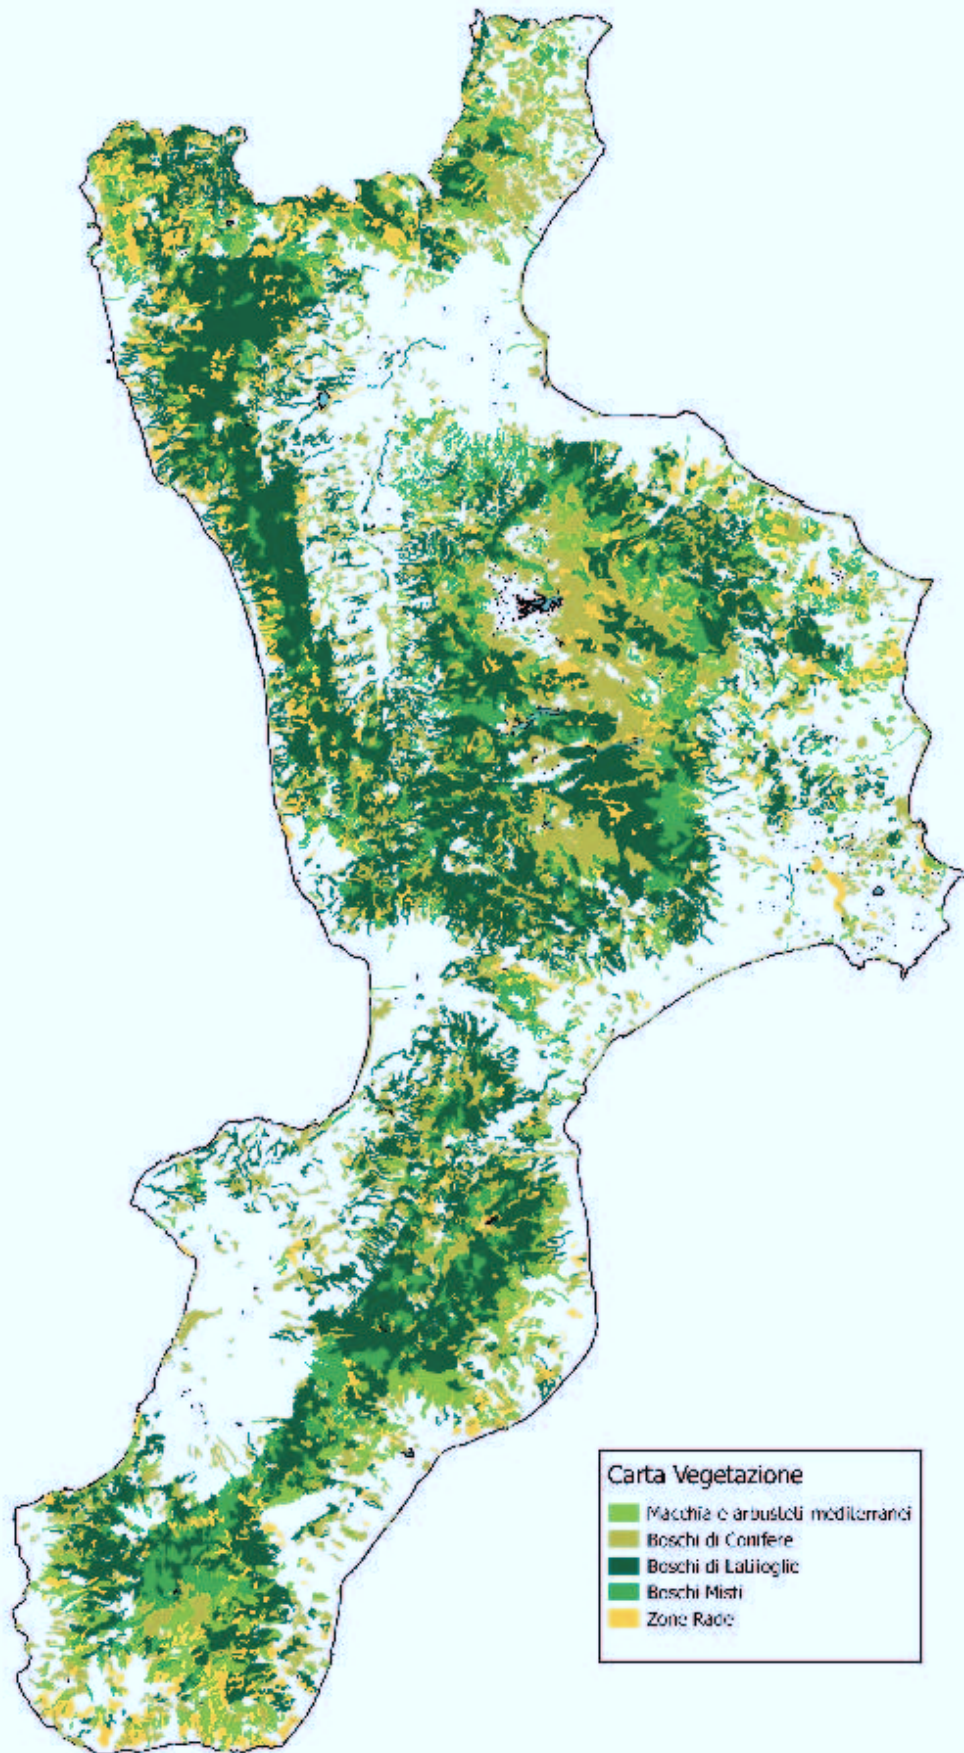 Carta Vegetazione
Macchia e arbusteti mediterranei
Boschi di Conifere
Boschi di Latifoglie
Boschi Misti
Zone Rade